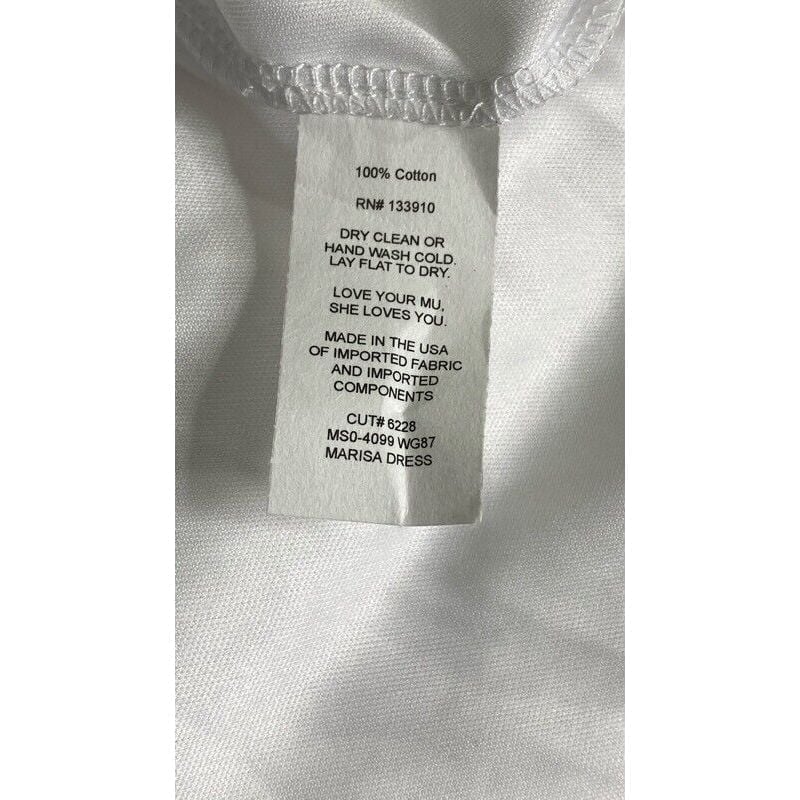 100% Cotton
RN# 133910
DRY CLEAN OR
HAND WASH COLD.
LAY FLAT TO DRY.
LOVE YOUR MU,
SHE LOVES YOU.
MADE IN THE USA
OF IMPORTED FABRIC
AND IMPORTED
COMPONENTS
CUT# 6228
MS0-4099 WG87
MARISA DRESS